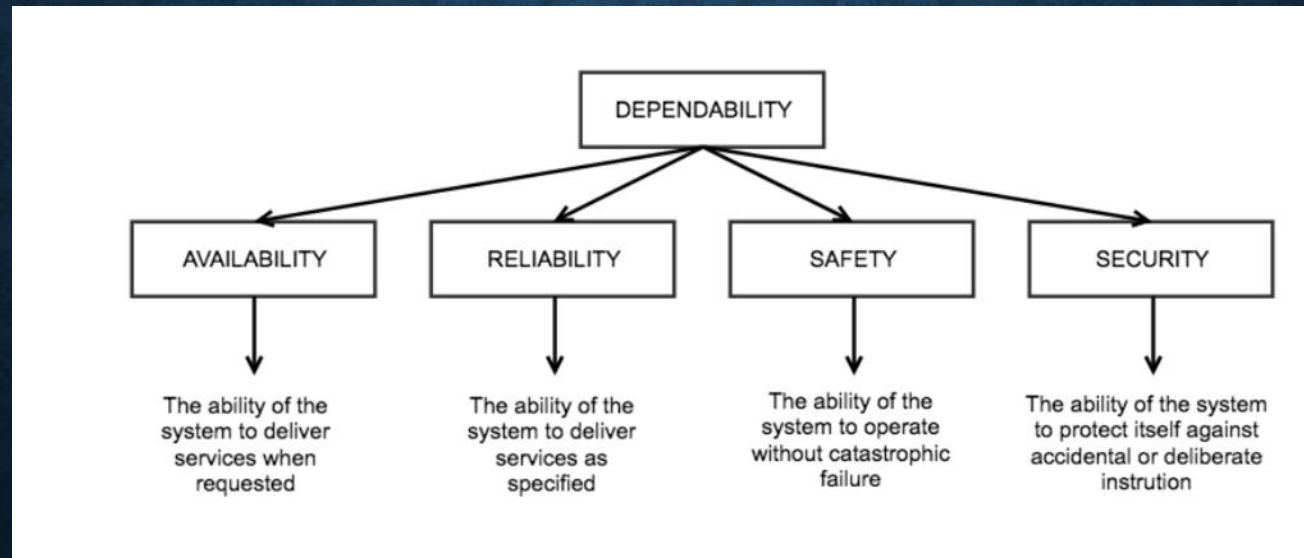 DEPENDABILITY
AVAILABILITY
RELIABILITY
SAFETY
SECURITY
The ability of the
system to deliver
services when
requested
The ability of the
system to deliver
services as
specified
The ability of the
system to operate
without catastrophic
failure
The ability of the system
to protect itself against
accidental or deliberate
instrution